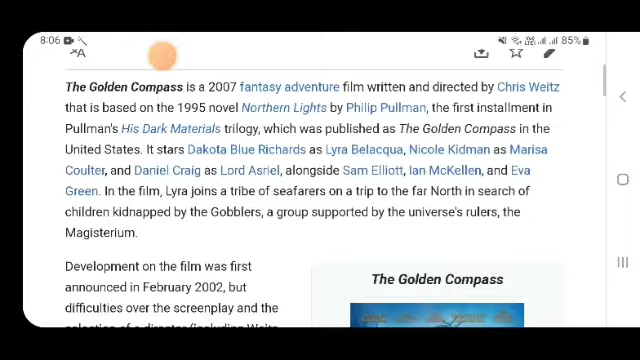 8:06
85%
The Golden Compass is a 2007 fantasy adventure film written and directed by Chris Weitz
that is based on the 1995 novel Northern Lights by Philip Pullman, the first installment in
Pullman's His Dark Materials trilogy, which was published as The Golden Compass in the
United States. It stars Dakota Blue Richards as Lyra Belacqua, Nicole Kidman as Marisa
Coulter, and Daniel Craig as Lord Asriel, alongside Sam Elliott, Ian McKellen, and Eva
Green. In the film, Lyra joins a tribe of seafarers on a trip to the far North in search of
children kidnapped by the Gobblers, a group supported by the universe's rulers, the
Magisterium.
Development on the film was first
announced in February 2002, but
difficulties over the screenplay and the
selection of a director (including Weitz
The Golden Compass